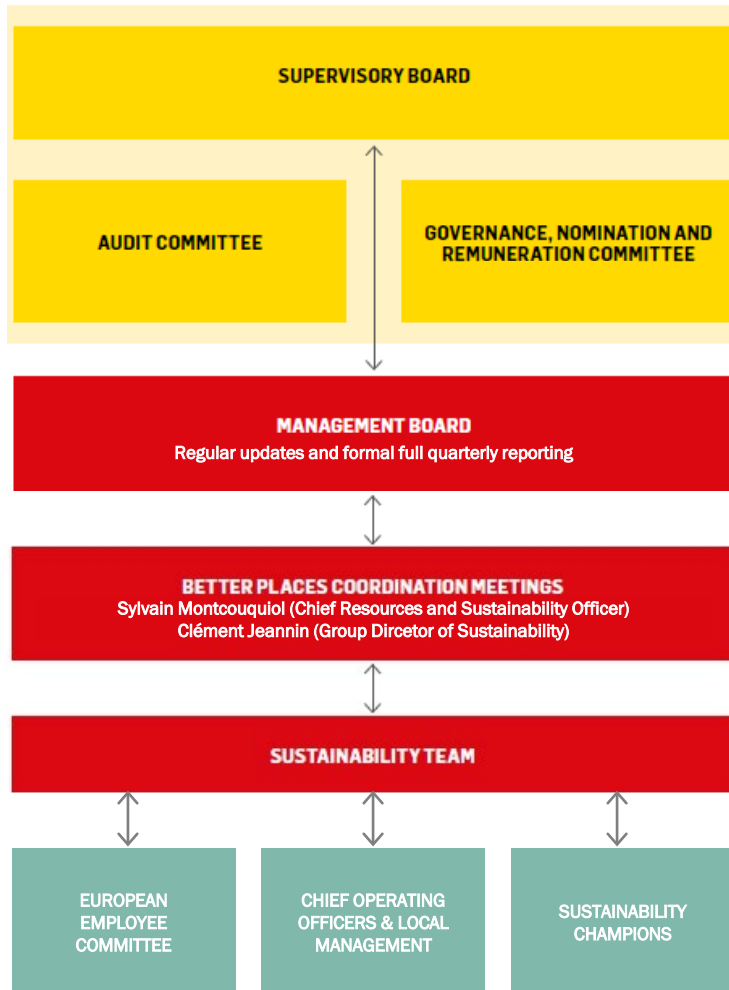 SUPERVISORY BOARD
AUDIT COMMITTEE
GOVERNANCE, NOMINATION AND
REMUNERATION COMMITTEE
MANAGEMENT BOARD
Regular updates and formal full quarterly reporting
BETTER PLACES COORDINATION MEETINGS
Sylvain Montcouquiol (Chief Resources and Sustainability Officer)
Clément Jeannin (Group Dircetor of Sustainability)
SUSTAINABILITY TEAM
EUROPEAN
EMPLOYEE
COMMITTEE
CHIEF OPERATING
OFFICERS & LOCAL
MANAGEMENT
SUSTAINABILITY
CHAMPIONS